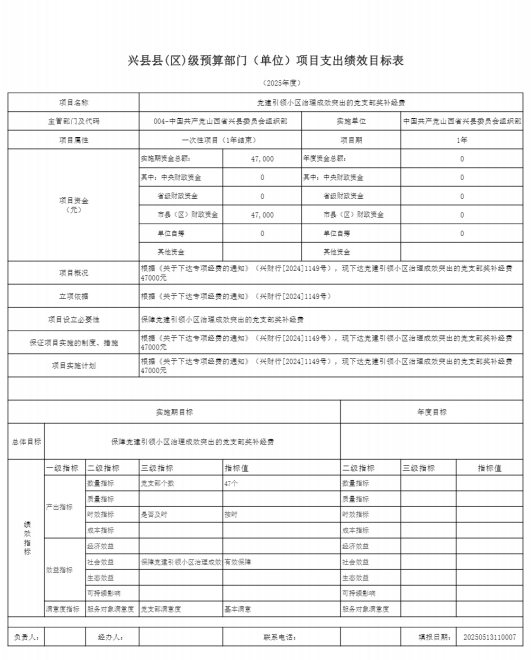 兴县县(区)级预算部门（单位）项目支出绩效目标表
（2025年度）
项目名称 党建引领小区治理成效突出的党支部奖补经费
主管部门及代码 004-中国共产党山西省兴县委员会组织部 实施单位 中国共产党山西省兴县委员会组织部
项目属性 一次性项目（1年结束） 项目期 1年
项目资金（元） 实施期资金总额： 47,000 年度资金总额： 0
其中：中央财政资金 0 其中：中央财政资金 0
省级财政资金 0 省级财政资金 0
市县（区）财政资金 47,000 市县（区）财政资金 0
单位自筹 0 单位自筹 0
其他资金 其他资金
项目概况 根据《关于下达专项经费的通知》（兴财行[2024]1149号），现下达党建引领小区治理成效突出的党支部奖补经费
47000元
立项依据 根据《关于下达专项经费的通知》（兴财行[2024]1149号）
项目设立必要性 保障党建引领小区治理成效突出的党支部奖补经费
保证项目实施的制度、措施 根据《关于下达专项经费的通知》（兴财行[2024]1149号），现下达党建引领小区治理成效突出的党支部奖补经费
47000元
项目实施计划 根据《关于下达专项经费的通知》（兴财行[2024]1149号），现下达党建引领小区治理成效突出的党支部奖补经费
47000元
实施期目标 年度目标
总体目标 保障党建引领小区治理成效突出的党支部奖补经费
绩效指标 一级指标 二级指标 三级指标 指标值 二级指标 三级指标 指标值
产出指标 数量指标 党支部个数 47个 数量指标
质量指标 质量指标
时效指标 是否及时 按时 时效指标
成本指标 成本指标
效益指标 经济效益 经济效益
社会效益 保障党建引领小区治理成效 有效保障 社会效益
生态效益 生态效益
可持续影响 可持续影响
满意度指标 服务对象满意度 党支部满意度 基本满意 服务对象满意度
负责人： 经办人： 联系电话： 填报日期： 20250513110007